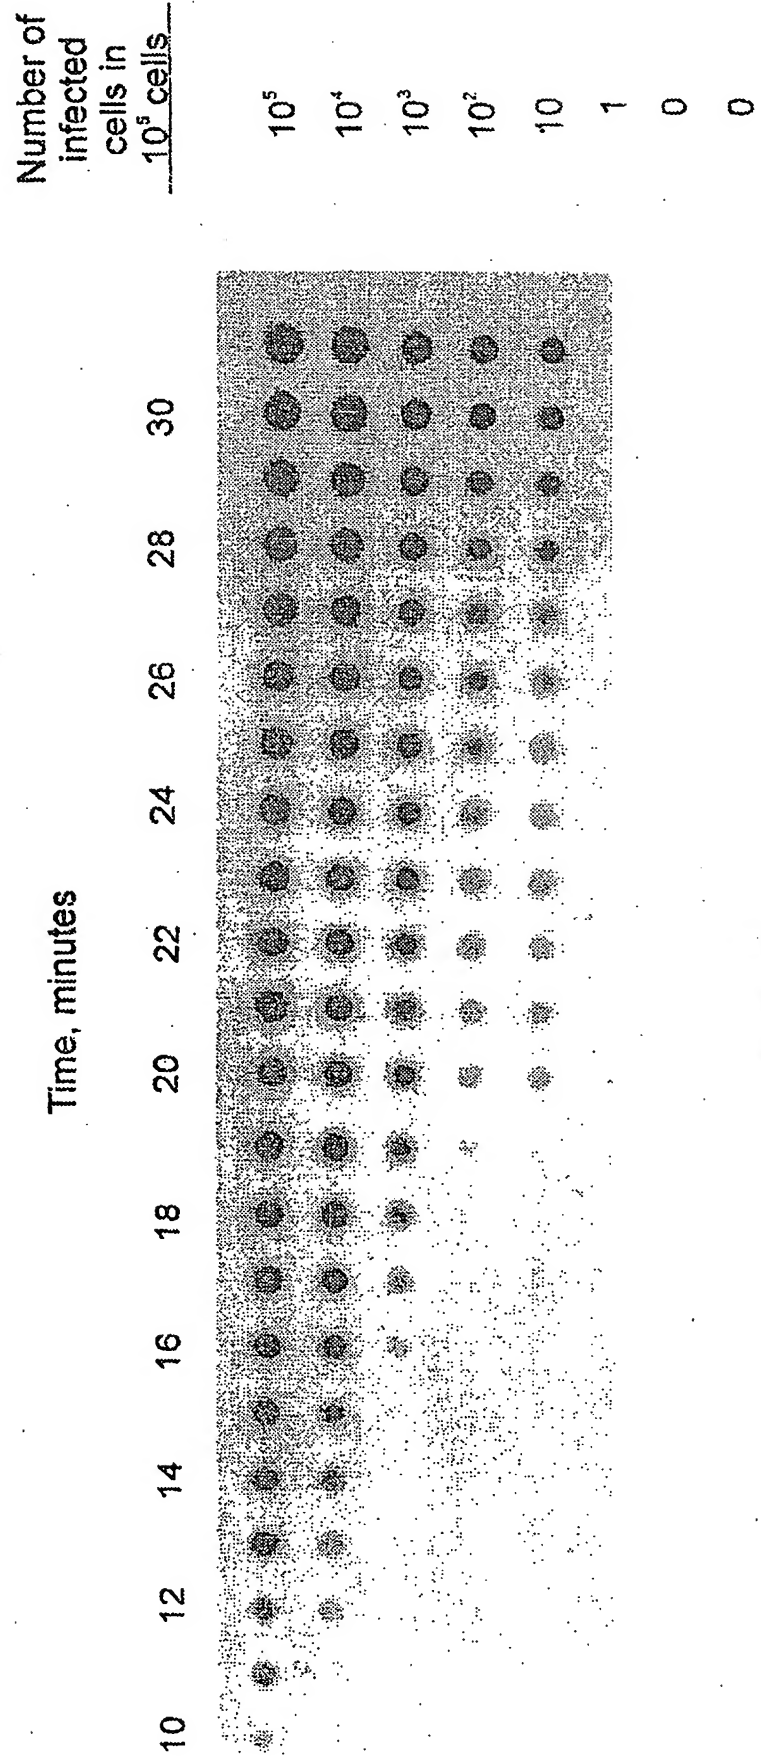 Time, minutes
10 12 14 16 18 20 22 24 26 28 30
Number of
infected
cells in
10⁵ cells
10⁵
10⁴
10³
10²
10
1
0
0